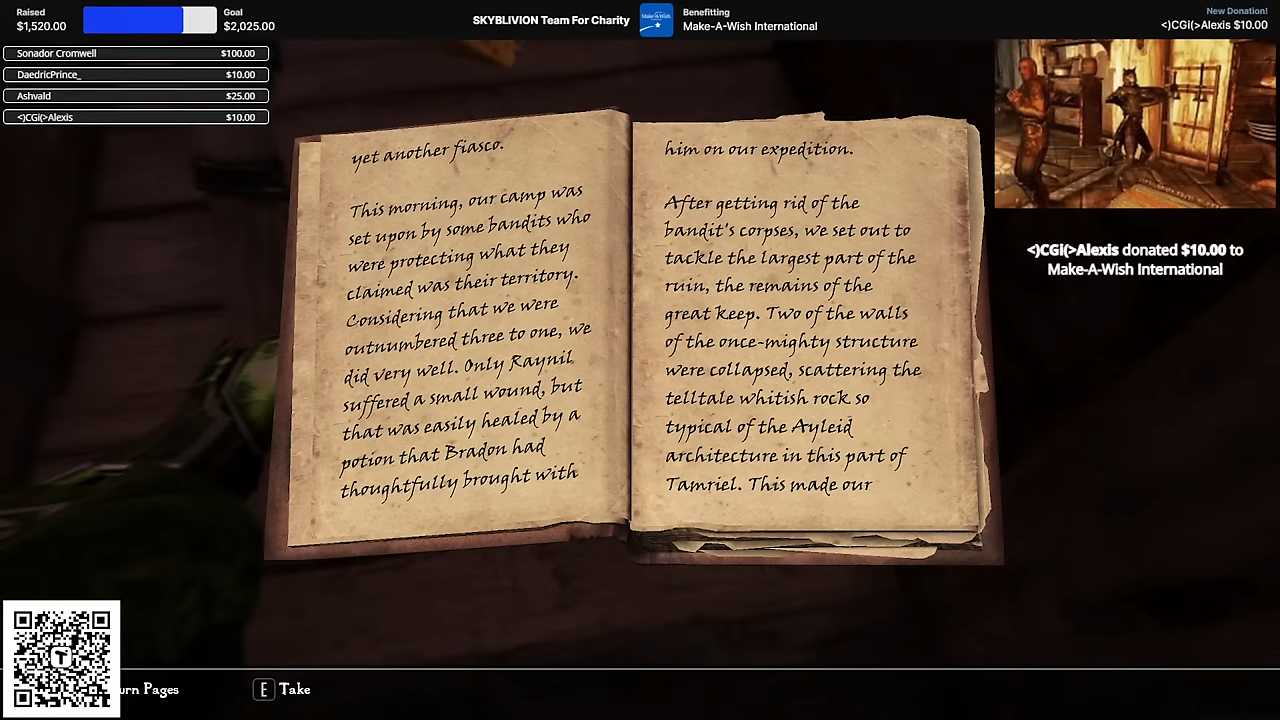 Raised
$1,520.00
Goal
$2,025.00
SKYBLIVION Team For Charity
Make-A-Wish
Benefitting
Make-A-Wish International
New Donation!
<)CGi(>Alexis $10.00
Sonador Cromwell $100.00
DaedricPrince_ $10.00
Ashvald $25.00
<)CGi(>Alexis $10.00
<)CGi(>Alexis donated $10.00 to
Make-A-Wish International
yet another fiasco.
This morning, our camp was
set upon by some bandits who
were protecting what they
claimed was their territory.
Considering that we were
outnumbered three to one, we
did very well. Only Raynil
suffered a small wound, but
that was easily healed by a
potion that Bradon had
thoughtfully brought with
him on our expedition.
After getting rid of the
bandit's corpses, we set out to
tackle the largest part of the
ruin, the remains of the
great keep. Two of the walls
of the once-mighty structure
were collapsed, scattering the
telltale whitish rock so
typical of the Ayleid
architecture in this part of
Tamriel. This made our
T
urn Pages
E Take